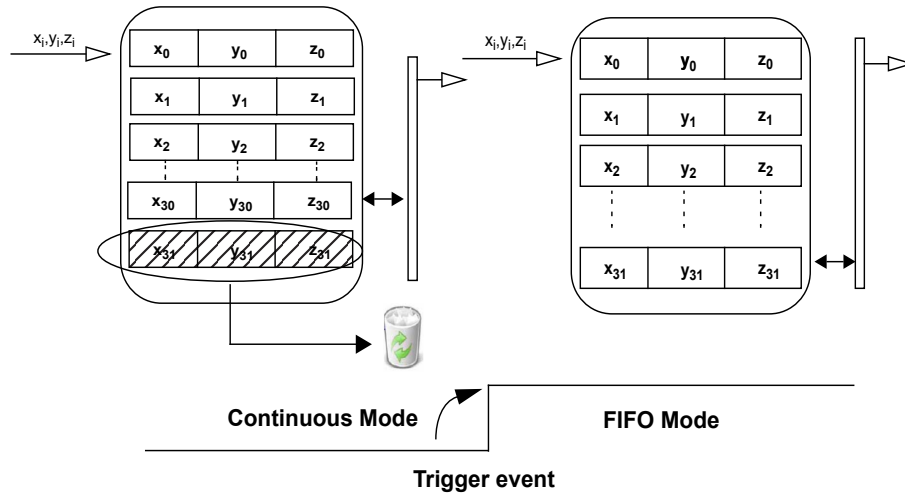 xi,yi,zi
x0 y0 z0
x1 y1 z1
x2 y2 z2
x30 y30 z30
x31 y31 z31
xi,yi,zi
x0 y0 z0
x1 y1 z1
x2 y2 z2
x31 y31 z31
Continuous Mode
FIFO Mode
Trigger event